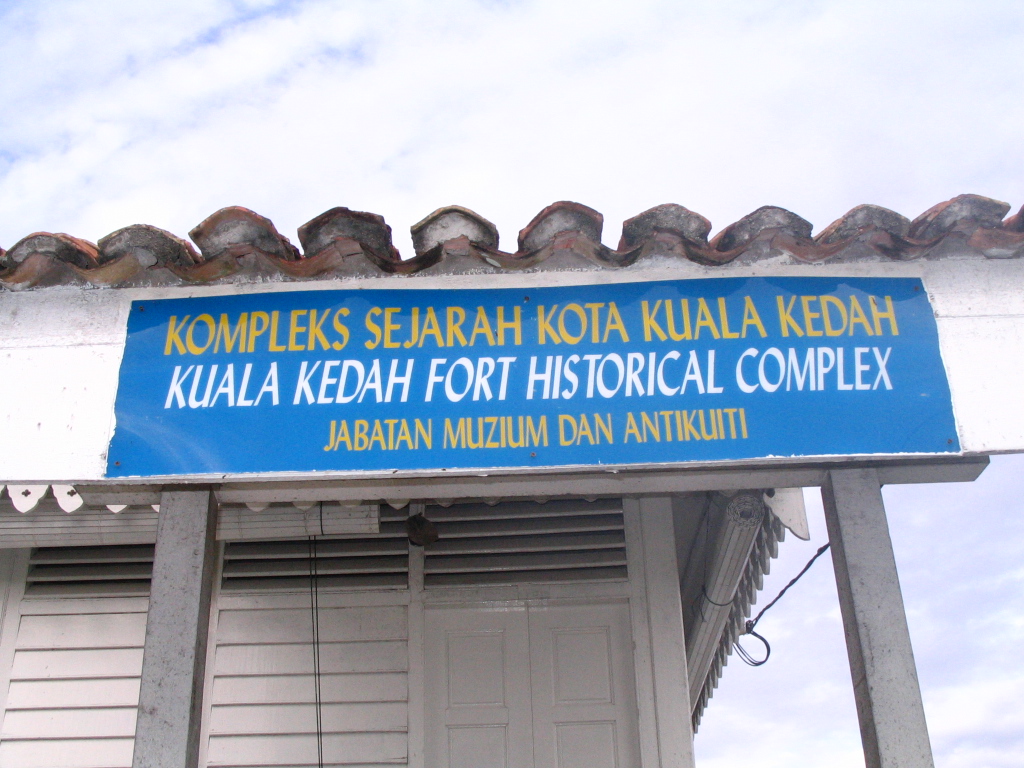 KOMPLEKS SEJARAH KOTA KUALA KEDAH
KUALA KEDAH FORT HISTORICAL COMPLEX
JABATAN MUZIUM DAN ANTIKUITI